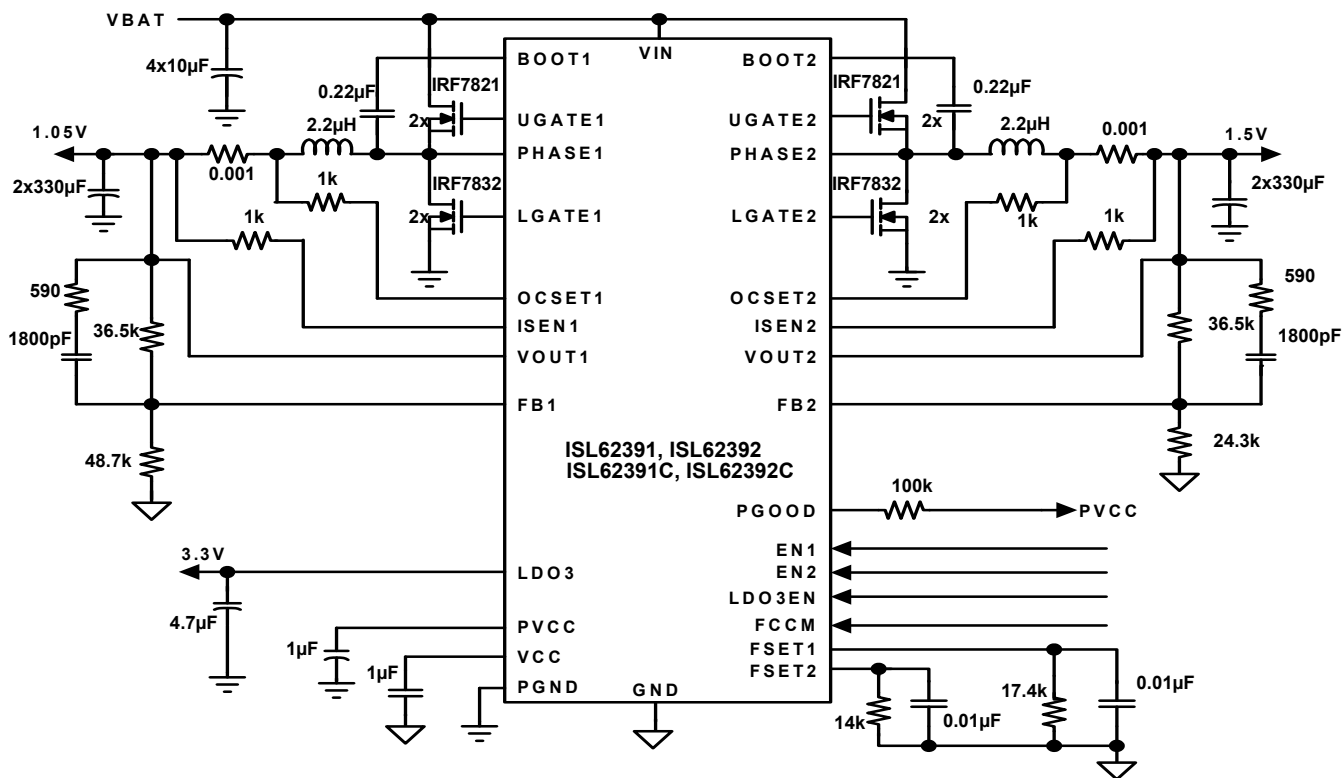 VBAT
4x10µF
0.22µF
IRF7821
2x
BOOT1
VIN
BOOT2
IRF7821
0.22µF
2x
UGATE1
UGATE2
1.05V
2.2µH
0.001
PHASE1
PHASE2
2.2µH
0.001
1.5V
2x330µF
1k
1k
IRF7832
2x
LGATE1
LGATE2
IRF7832
2x
1k
1k
2x330µF
590
1800pF
36.5k
OCSET1
OCSET2
ISEN1
ISEN2
VOUT1
VOUT2
590
36.5k
1800pF
FB1
FB2
48.7k
24.3k
ISL62391, ISL62392
ISL62391C, ISL62392C
PGOOD
100k
PVCC
3.3V
LDO3
EN1
EN2
LDO3EN
FCCM
4.7µF
1µF
1µF
PVCC
VCC
PGND
GND
FSET1
FSET2
14k
0.01µF
17.4k
0.01µF